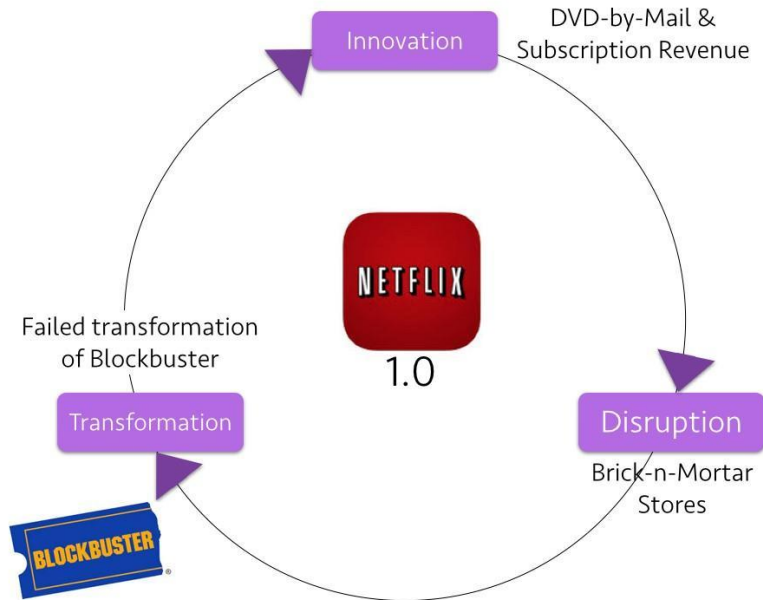 Innovation
DVD-by-Mail &
Subscription Revenue
NETFLIX
1.0
Failed transformation
of Blockbuster
Transformation
Disruption
Brick-n-Mortar
Stores
BLOCKBUSTER
®